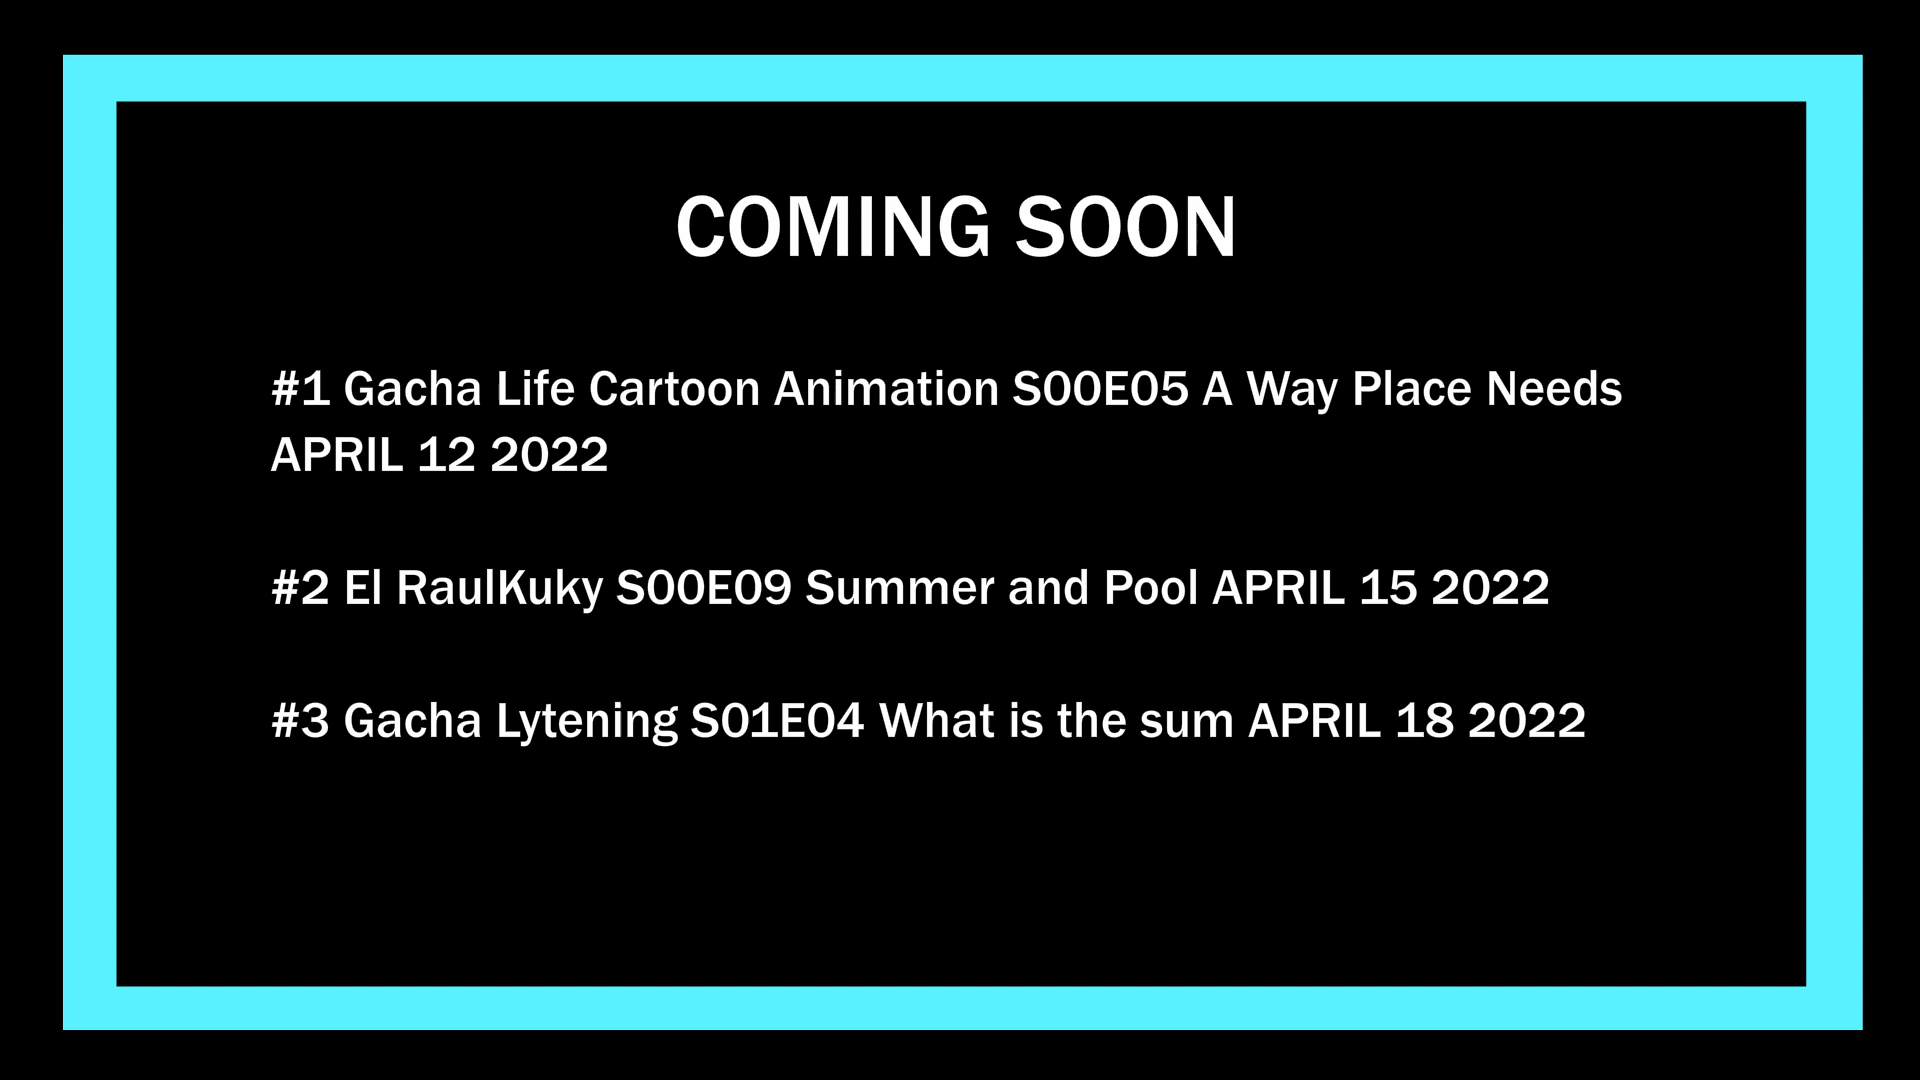 COMING SOON
#1 Gacha Life Cartoon Animation S00E05 A Way Place Needs
APRIL 12 2022
#2 El RaulKuky S00E09 Summer and Pool APRIL 15 2022
#3 Gacha Lytening S01E04 What is the sum APRIL 18 2022